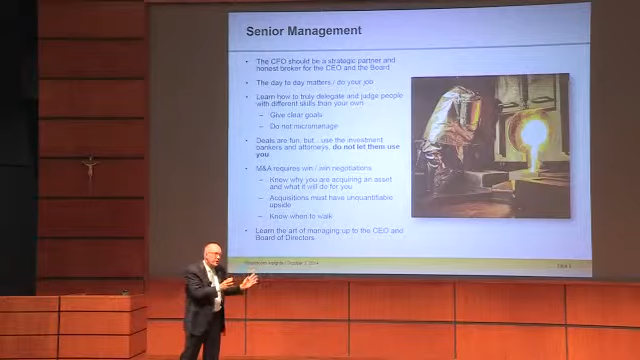 Senior Management
• The CFO should be a strategic partner and
honest broker for the CEO and the Board
• The day to day matters / do your job
• Learn how to truly delegate and judge people
with different skills than your own…
– Give clear goals
– Do not micromanage
• Deals are fun, but… use the investment
bankers and attorneys, do not let them use
you
• M&A requires win / win negotiations
– Know why you are acquiring an asset
and what it will do for you
– Acquisitions must have unquantifiable
upside
– Know when to walk
• Learn the art of managing up to the CEO and
Board of Directors
Insights / October 7, 2014